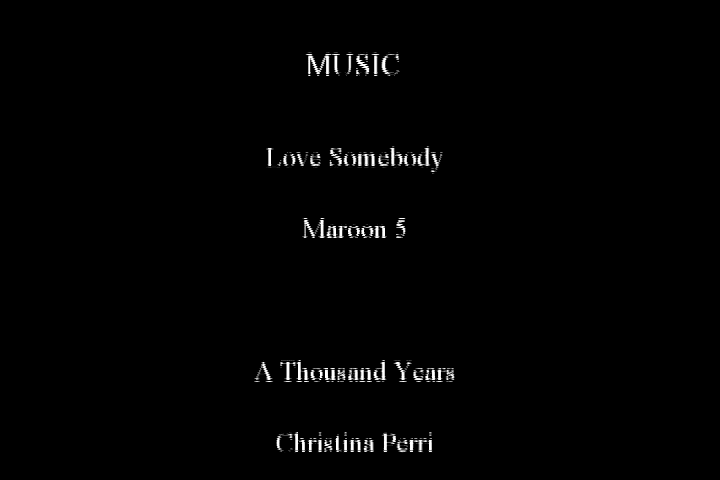 MUSIC
Love Somebody
Maroon 5
A Thousand Years
Christina Perri